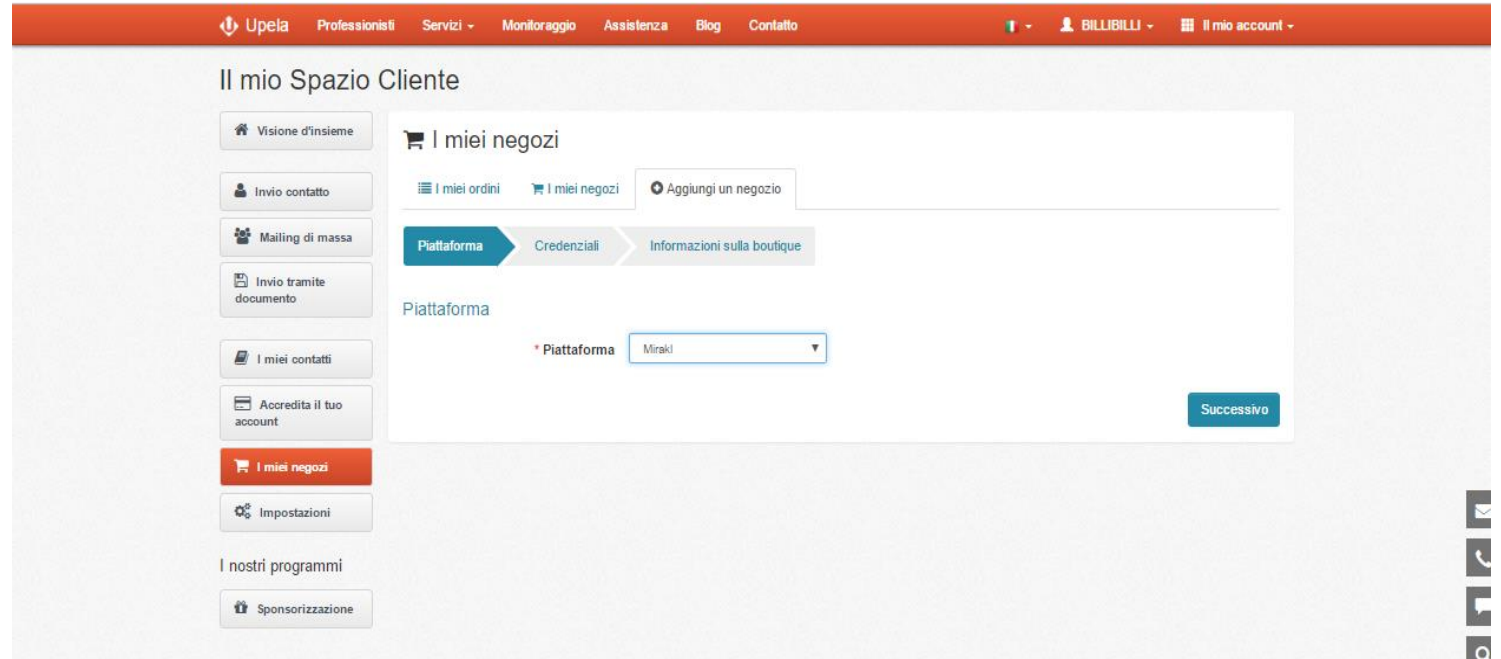 Upela Professionisti Servizi Monitoraggio Assistenza Blog Contatto BILLIBILLI Il mio account
Il mio Spazio Cliente
Visione d'insieme
Invio contatto
Mailing di massa
Invio tramite
documento
I miei contatti
Accredita il tuo
account
I miei negozi
Impostazioni
I nostri programmi
Sponsorizzazione
I miei negozi
I miei ordini I miei negozi Aggiungi un negozio
Piattaforma Credenziali Informazioni sulla boutique
Piattaforma
* Piattaforma Mirakl
Successivo